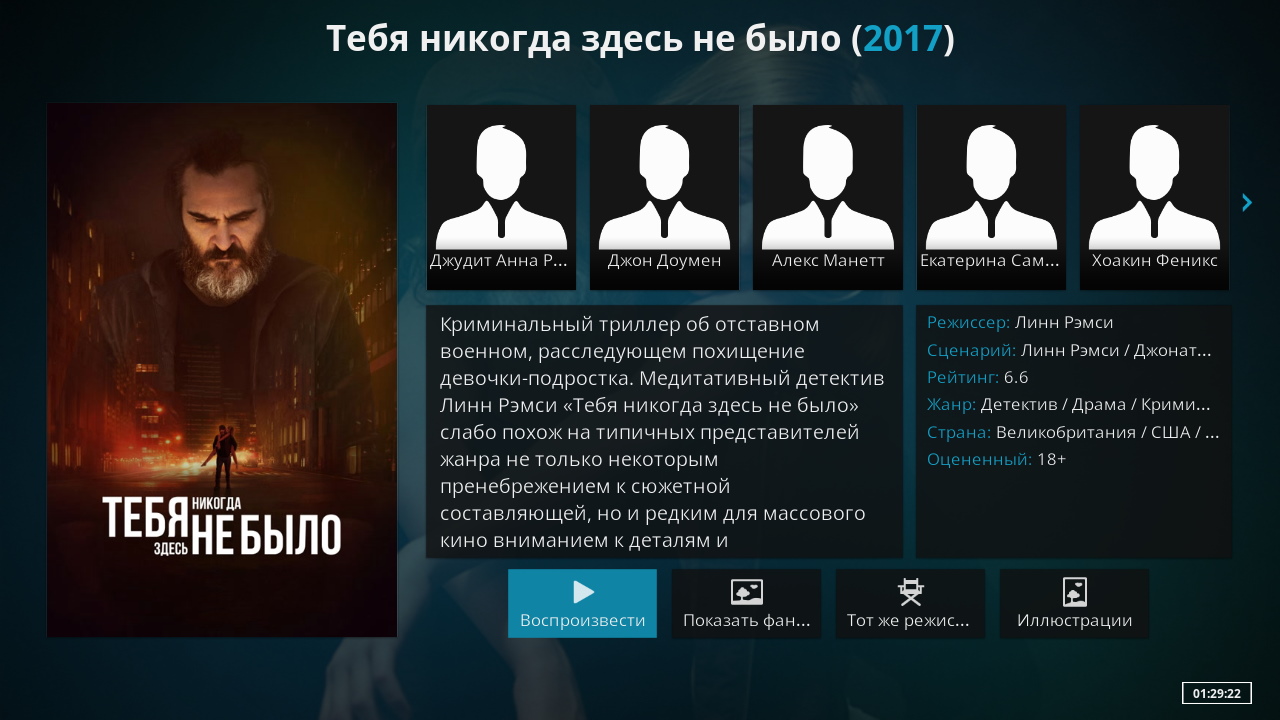 Тебя никогда здесь не было (2017)
Джудит Анна Р...
Джон Доумен
Алекс Манетт
Екатерина Сам...
Хоакин Феникс
Криминальный триллер об отставном
военном, расследующем похищение
девочки-подростка. Медитативный детектив
Линн Рэмси «Тебя никогда здесь не было»
слабо похож на типичных представителей
жанра не только некоторым
пренебрежением к сюжетной
составляющей, но и редким для массового
кино вниманием к деталям и
Режиссер: Линн Рэмси
Сценарий: Линн Рэмси / Джонат...
Рейтинг: 6.6
Жанр: Детектив / Драма / Крими...
Страна: Великобритания / США / ...
Оцененный: 18+
ТЕБЯ НИКОГДА
ЗДЕСЬ НЕ БЫЛО
Воспроизвести
Показать фан...
Тот же режис...
Иллюстрации
01:29:22